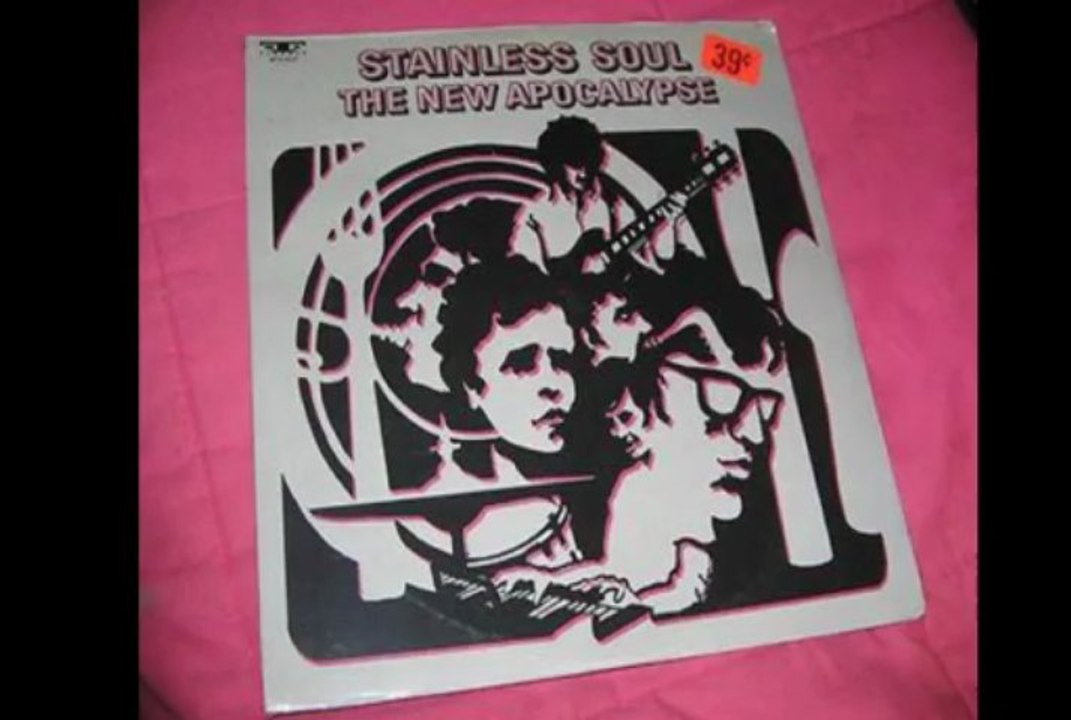 STAINLESS SOUL
39¢
THE NEW APOCALYPSE